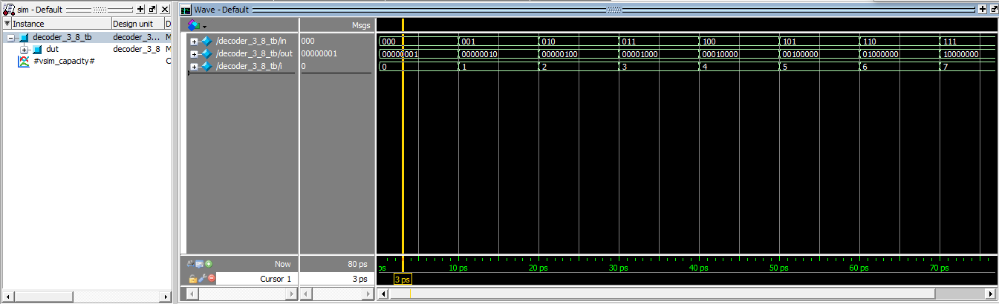 sim - Default
Instance Design unit D
decoder_3_8_tb decoder_3... M
dut decoder_3_8 M
#vsim_capacity# C
Wave - Default
Msgs
/decoder_3_8_tb/in 000 000 001 010 011 100 101 110 111
/decoder_3_8_tb/out 00000001 00000001 00000010 00000100 00001000 00010000 00100000 01000000 10000000
/decoder_3_8_tb/i 0 0 1 2 3 4 5 6 7
Now 80 ps ps 10 ps 20 ps 30 ps 40 ps 50 ps 60 ps 70 ps
Cursor 1 3 ps 3 ps